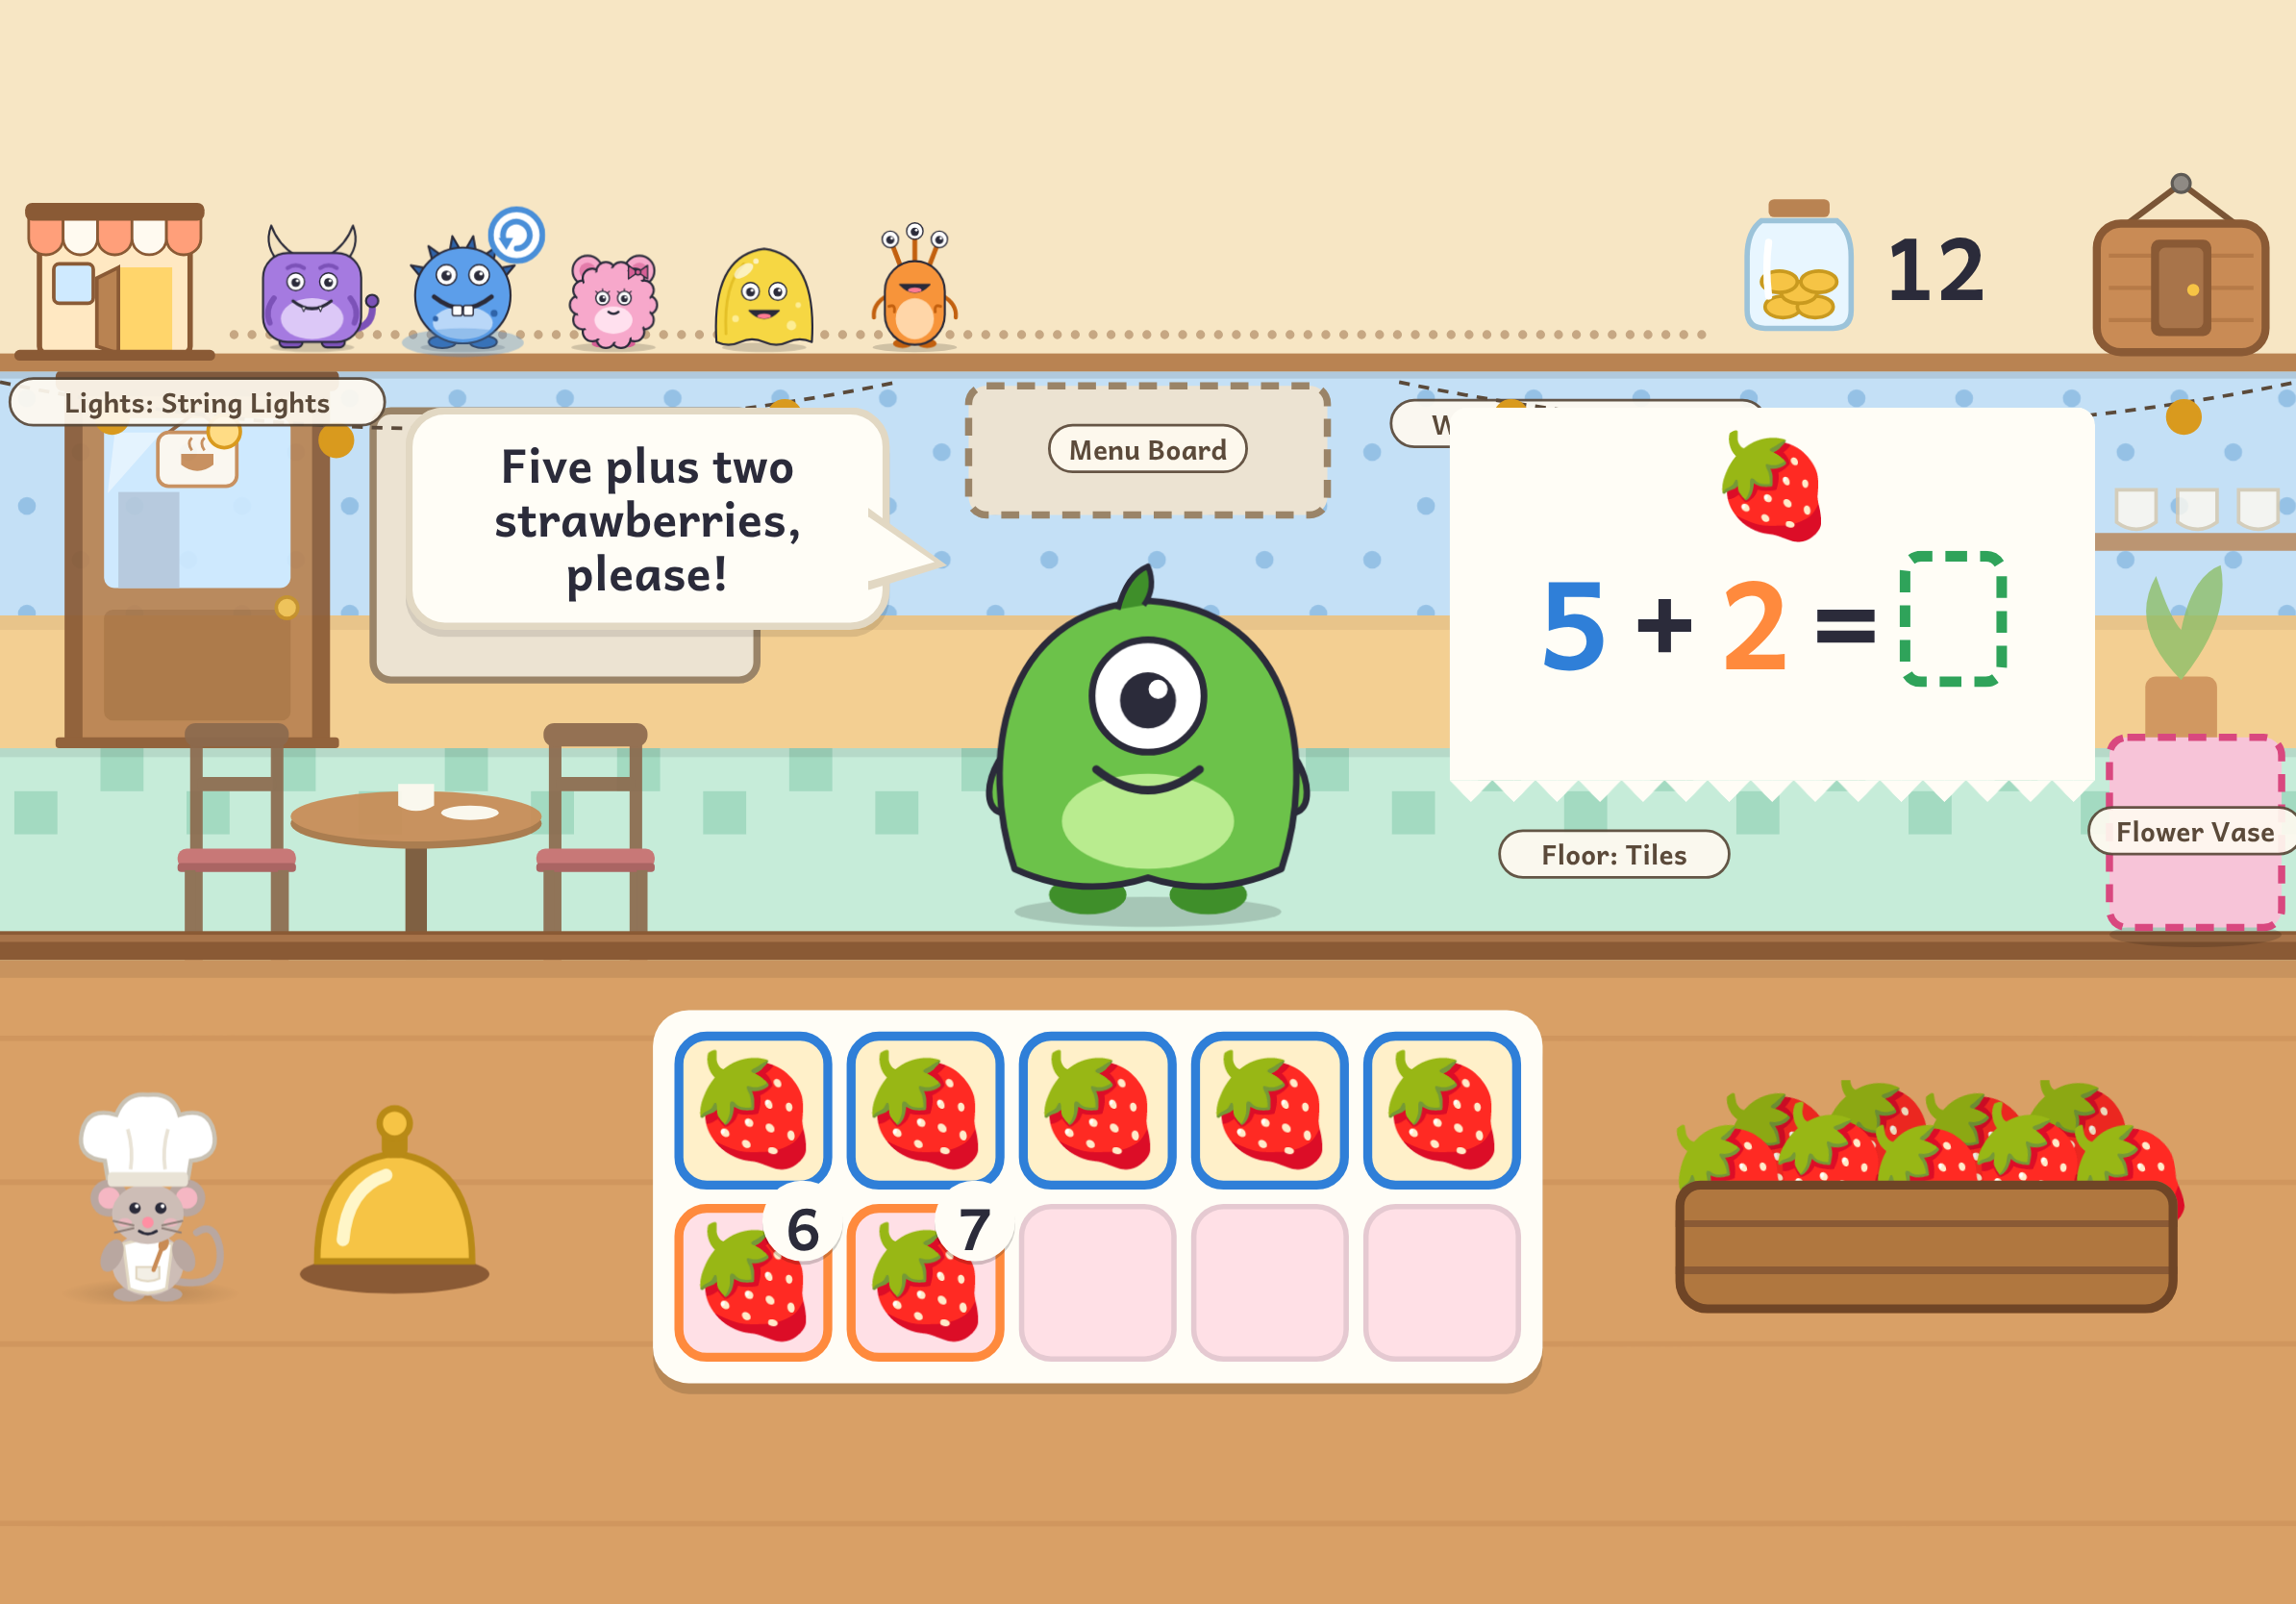 12
Lights: String Lights
Five plus two
strawberries,
please!
Menu Board
5 + 2 =
Floor: Tiles
Flower Vase
6
7